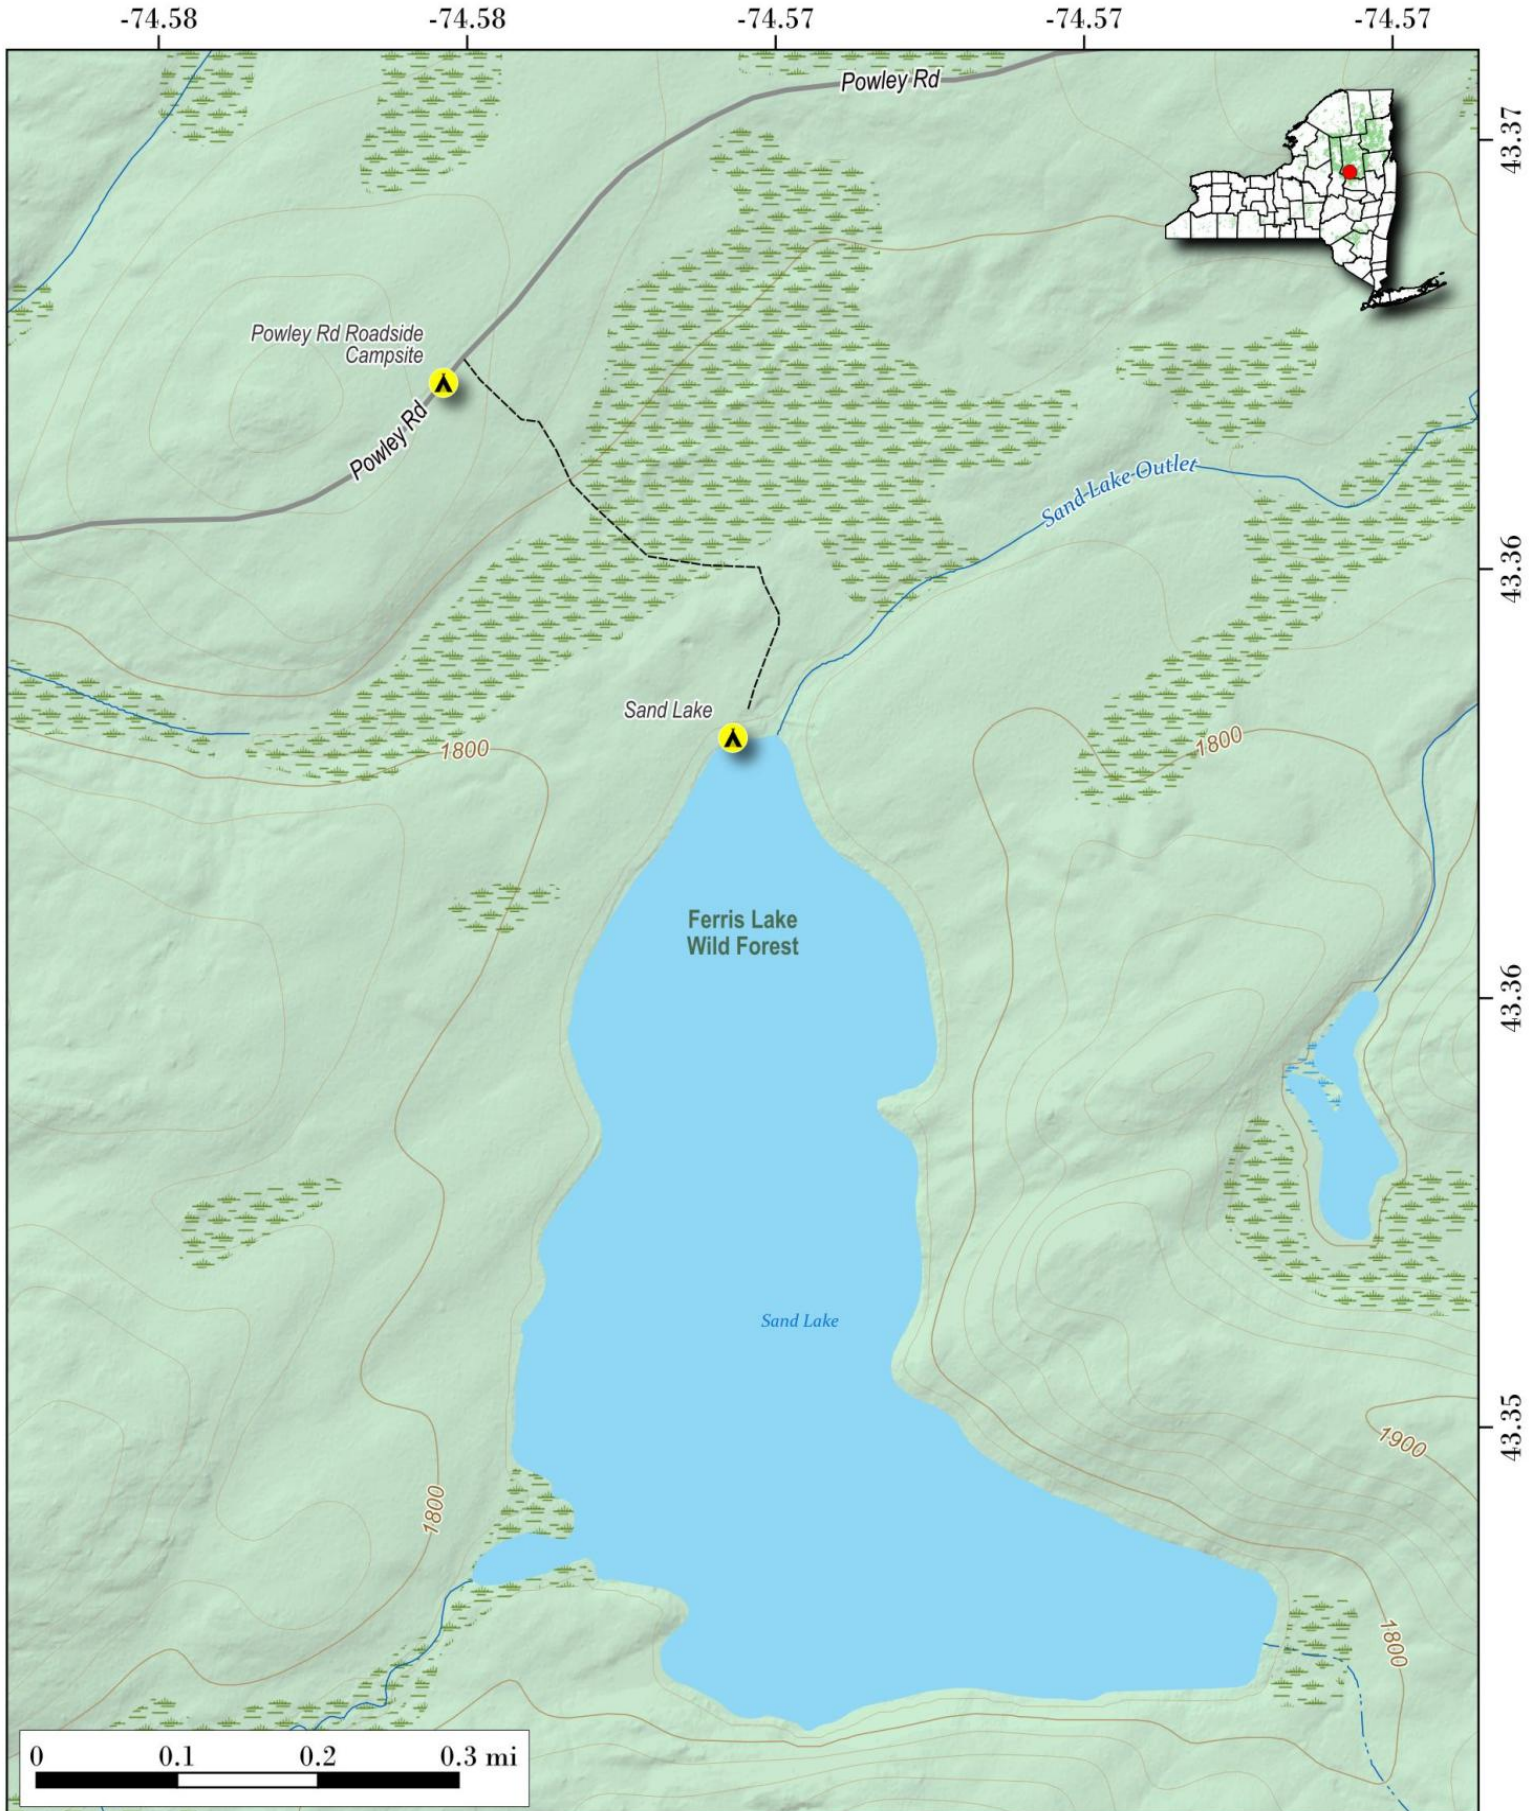 -74.58
-74.58
-74.57
-74.57
-74.57
Powley Rd
43.37
Powley Rd Roadside
Campsite
Powley Rd
Sand Lake Outlet
43.36
Sand Lake
1800
1800
Ferris Lake
Wild Forest
43.36
Sand Lake
1900
43.35
1800
1800
0
0.1
0.2
0.3 mi